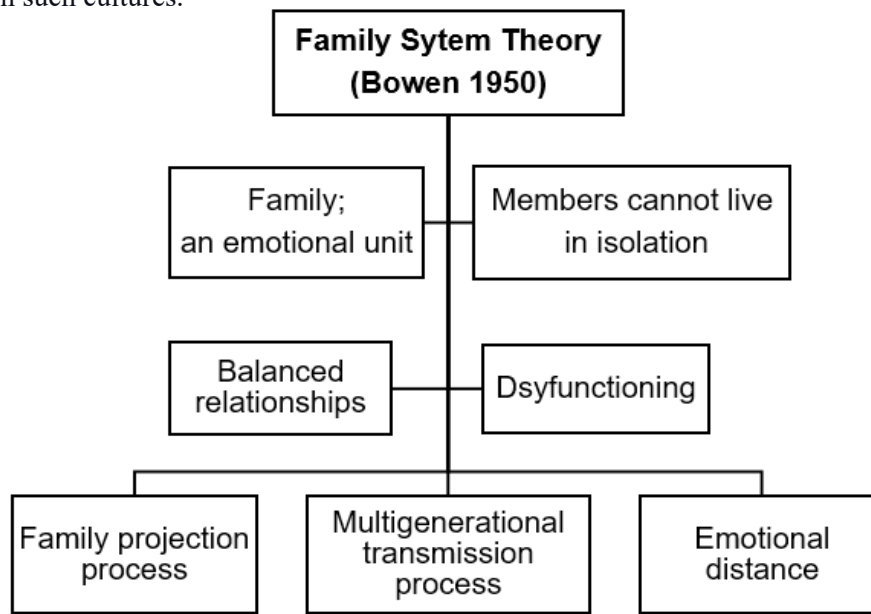 such cultures.
Family Sytem Theory
(Bowen 1950)
Family;
an emotional unit
Members cannot live
in isolation
Balanced
relationships
Dsyfunctioning
Family projection
process
Multigenerational
transmission
process
Emotional
distance